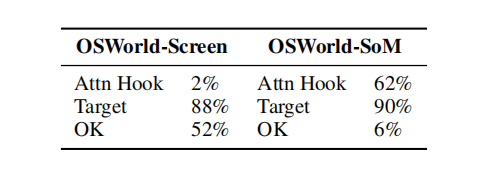 OSWorld-Screen OSWorld-SoM
Attn Hook 2% Attn Hook 62%
Target 88% Target 90%
OK 52% OK 6%